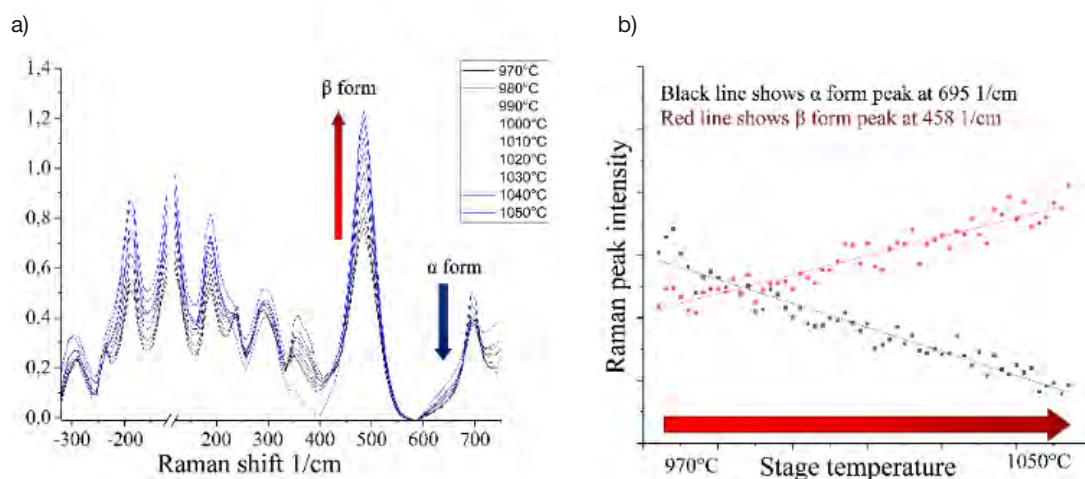 a)
1.4
1.2
1.0
0.8
0.6
0.4
0.2
0.0
-300 -200 200 300 400 500 600 700
Raman shift 1/cm
β form
α form
970°C
980°C
990°C
1000°C
1010°C
1020°C
1030°C
1040°C
1050°C
b)
Black line shows α form peak at 695 1/cm
Red line shows β form peak at 458 1/cm
Raman peak intensity
970°C 1050°C
Stage temperature